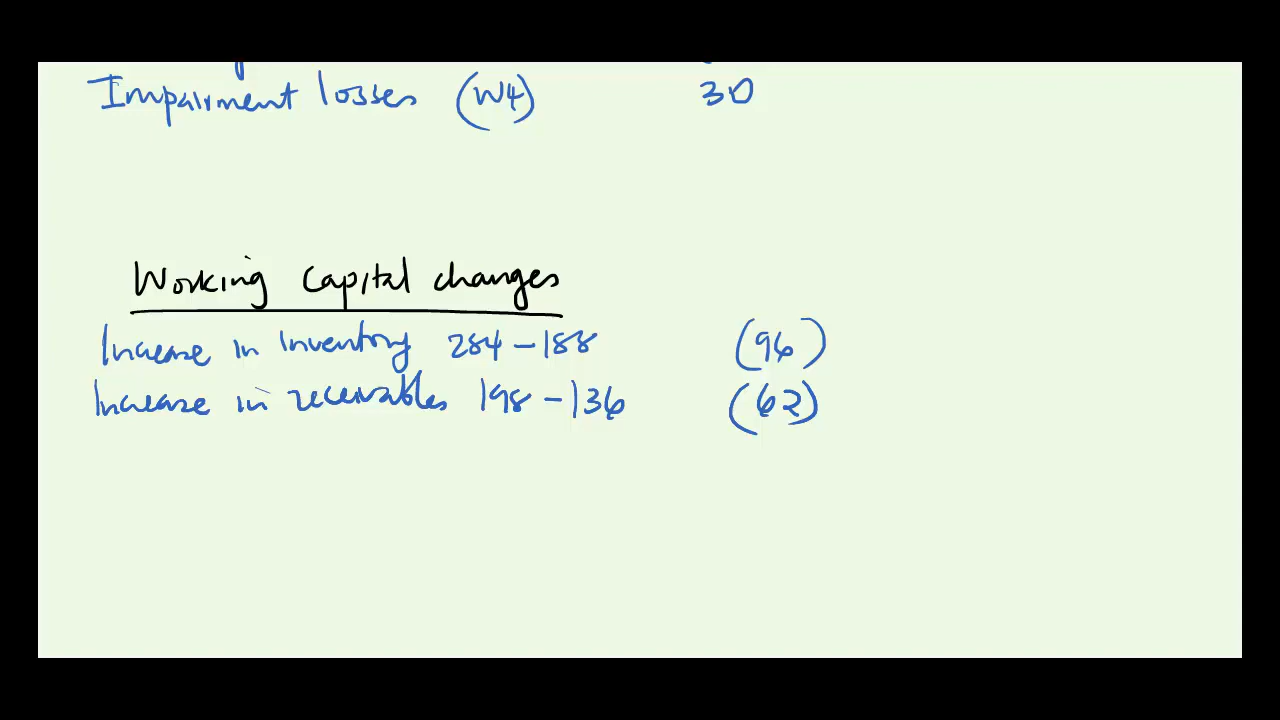 Impairment losses (W4) 30
Working capital changes
Increase in inventory 284-188 (96)
Increase in receivables 198-136 (62)